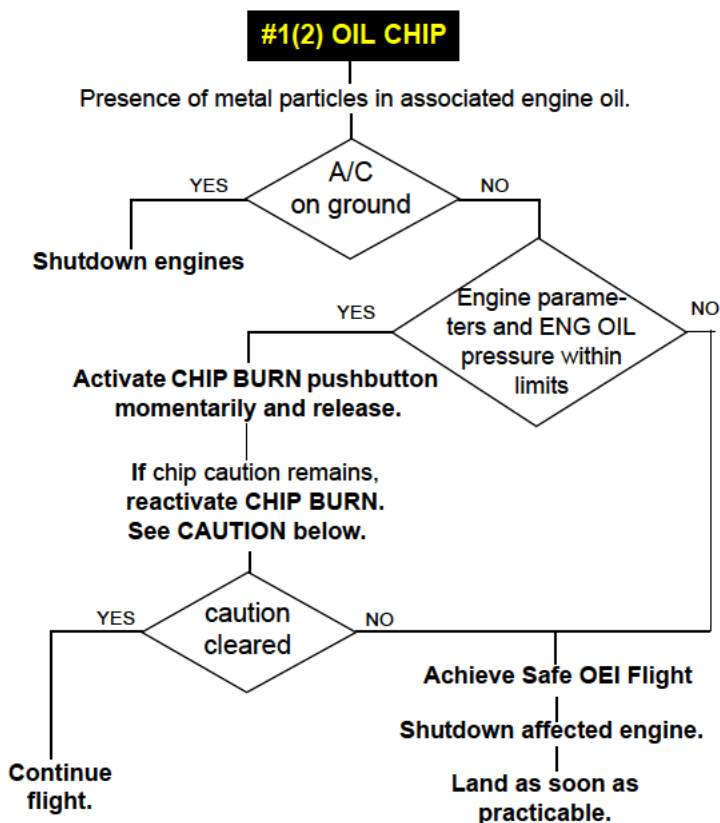 #1(2) OIL CHIP
Presence of metal particles in associated engine oil.
A/C
on ground
YES
NO
Shutdown engines
Engine parame-
ters and ENG OIL
pressure within
limits
YES
NO
Activate CHIP BURN pushbutton
momentarily and release.
If chip caution remains,
reactivate CHIP BURN.
See CAUTION below.
caution
cleared
YES
NO
Continue
flight.
Achieve Safe OEI Flight
Shutdown affected engine.
Land as soon as
practicable.